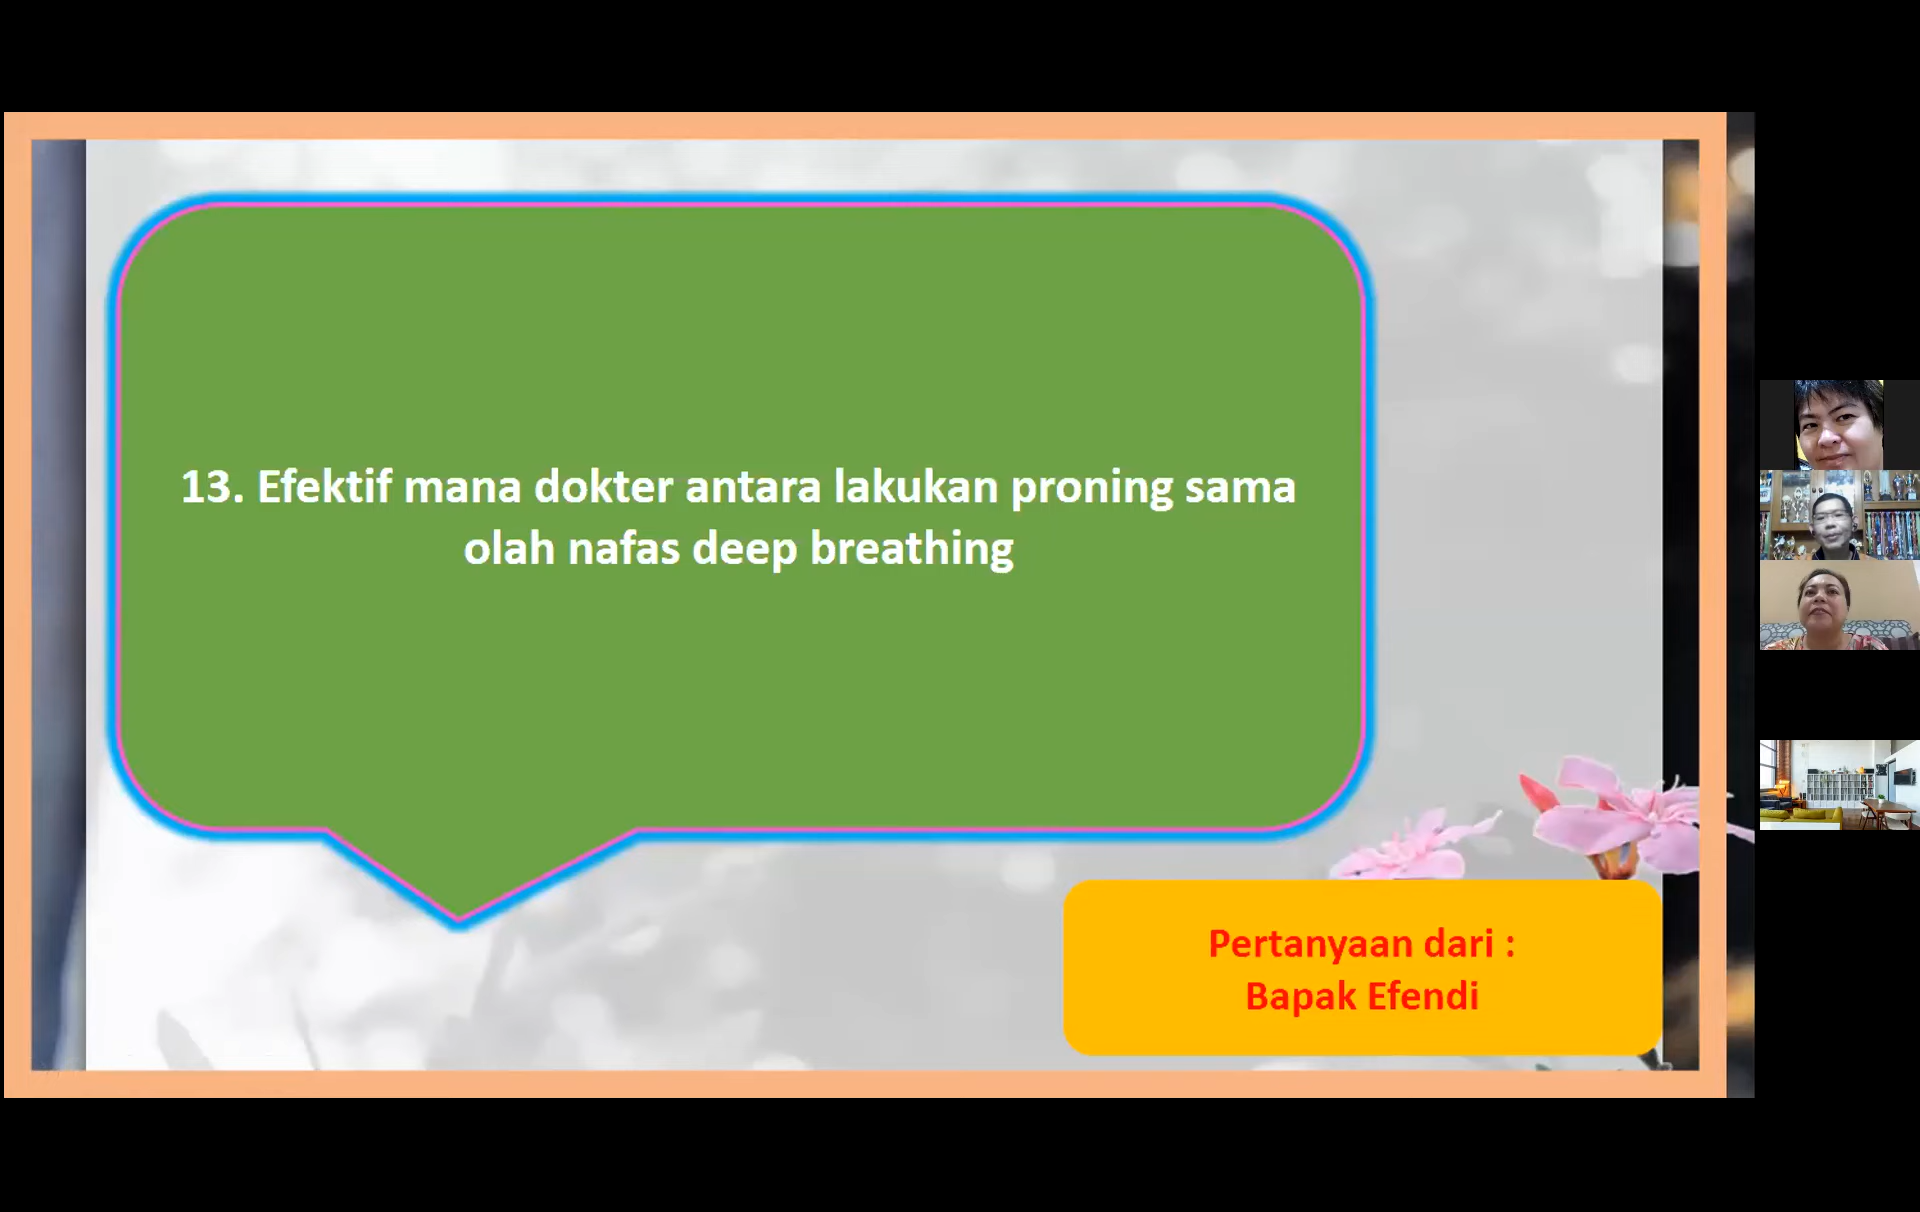 13. Efektif mana dokter antara lakukan proning sama
olah nafas deep breathing
Pertanyaan dari :
Bapak Efendi